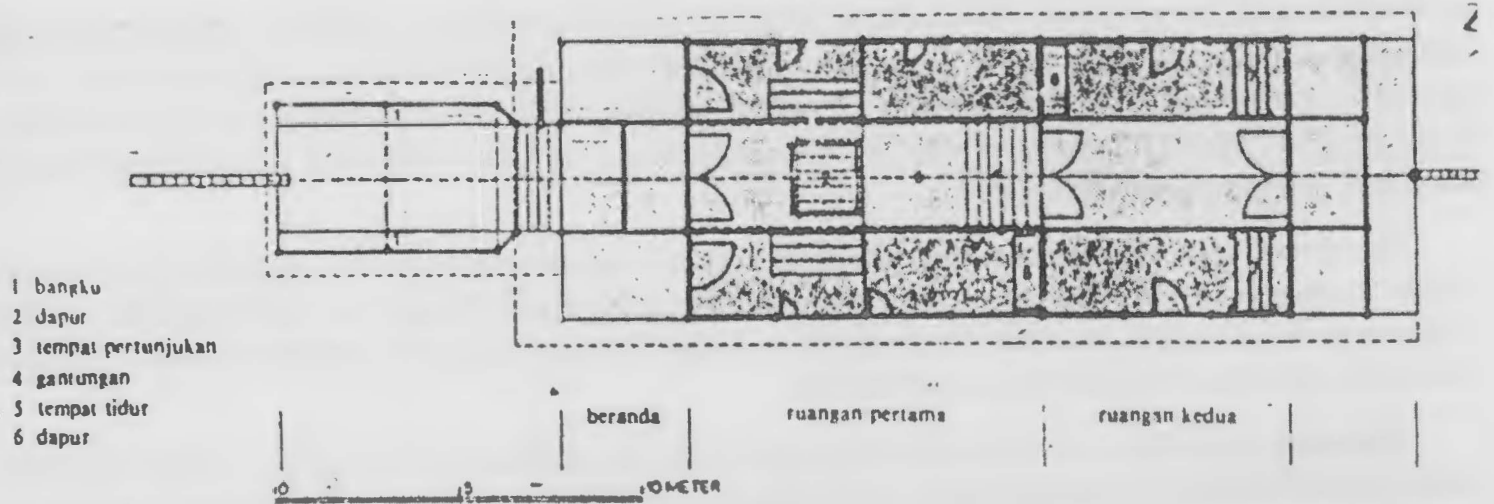 1 bangku
2 dapur
3 tempat pertunjukan
4 gantungan
5 tempat tidur
6 dapur
beranda
ruangan pertama
ruangan kedua
0 5 10 METER